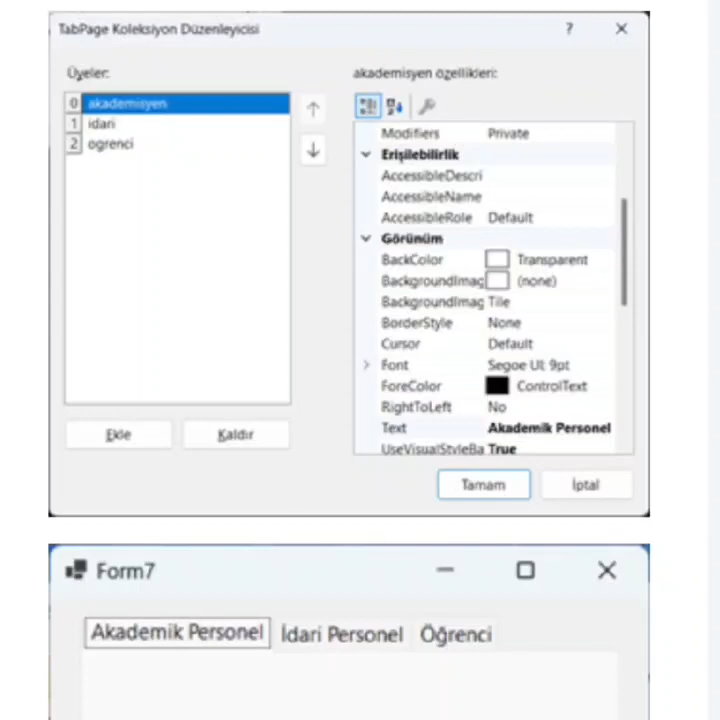 TabPage Koleksiyon Düzenleyicisi ? ×
Üyeler:
0 akademisyen
1 idari
2 ogrenci
Ekle
Kaldır
akademisyen özellikleri:
Modifiers Private
Erişilebilirlik
AccessibleDescri
AccessibleName
AccessibleRole Default
Görünüm
BackColor Transparent
BackgroundImag (none)
BackgroundImag Tile
BorderStyle None
Cursor Default
Font Segoe UI; 9pt
ForeColor ControlText
RightToLeft No
Text Akademik Personel
UseVisualStyleBa True
Tamam
İptal
Form7
Akademik Personel İdari Personel Öğrenci